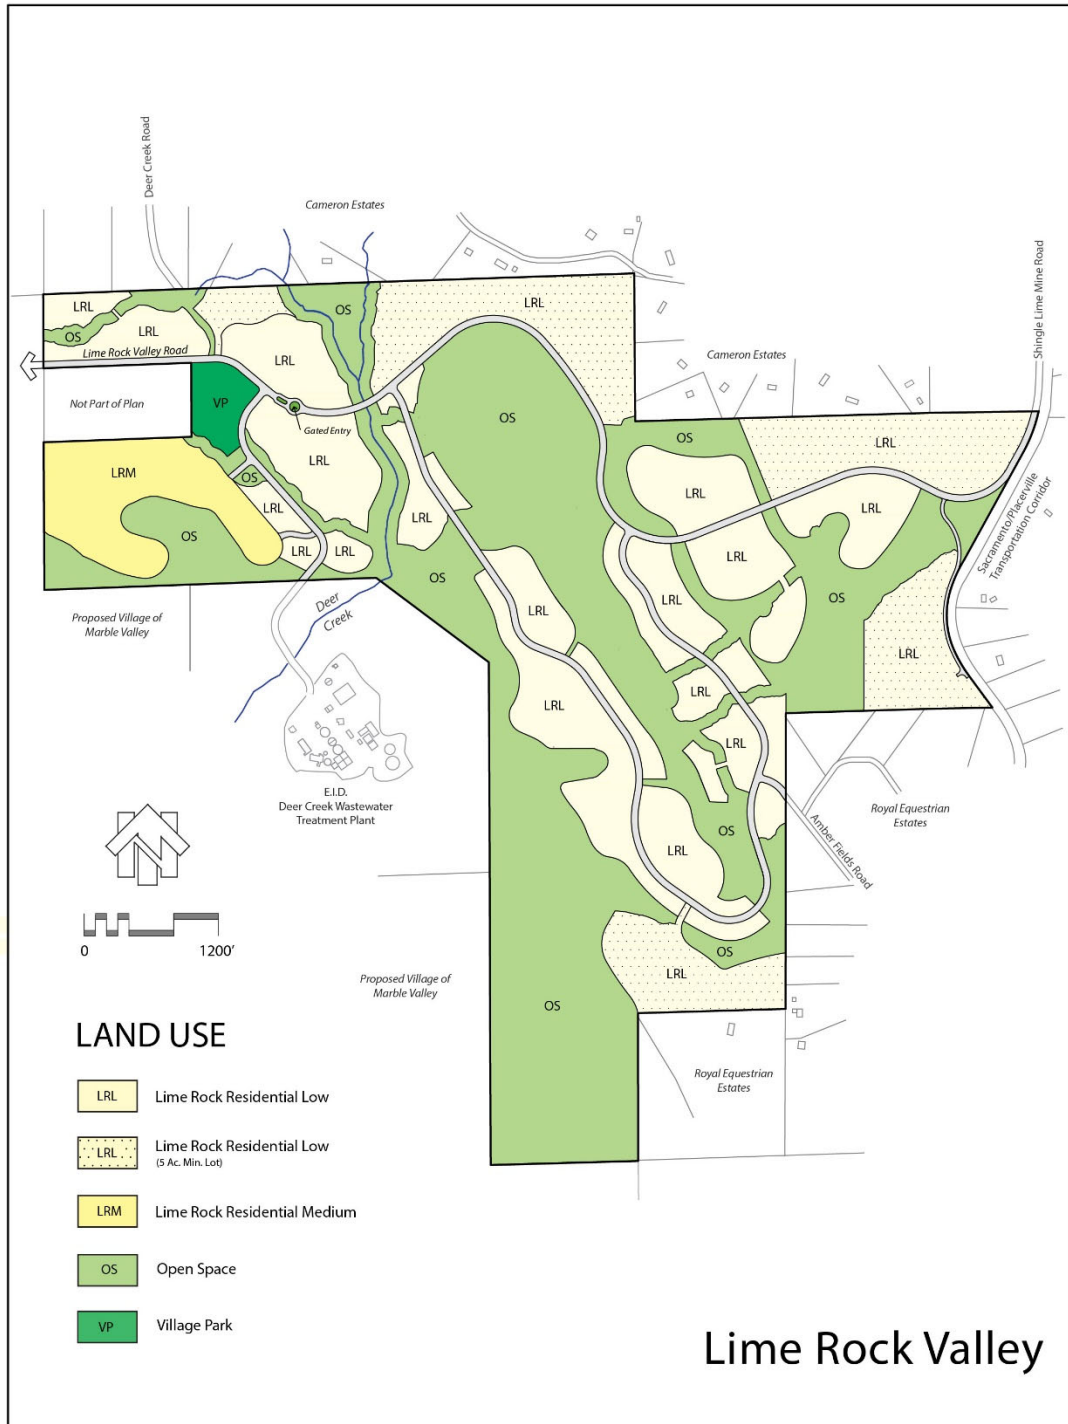 Deer Creek Road
Cameron Estates
Shingle Lime Mine Road
LRL
OS
LRL
LRL
OS
LRL
Lime Rock Valley Road
LRL
Cameron Estates
Not Part of Plan
VP
Gated Entry
OS
OS
LRL
LRM
LRL
OS
LRL
LRL
LRL
LRL
Sacramento/Placerville
Transportation Corridor
OS
LRL
LRL
LRL
LRL
OS
OS
LRL
LRL
Proposed Village of
Marble Valley
Deer
Creek
LRL
LRL
LRL
LRL
E.I.D.
Deer Creek Wastewater
Treatment Plant
Royal Equestrian
Estates
Amber Fields Road
OS
LRL
N
0
1200'
OS
LRL
Proposed Village of
Marble Valley
OS
Royal Equestrian
Estates
LAND USE
LRL Lime Rock Residential Low
LRL Lime Rock Residential Low
(5 Ac. Min. Lot)
LRM Lime Rock Residential Medium
OS Open Space
VP Village Park
Lime Rock Valley